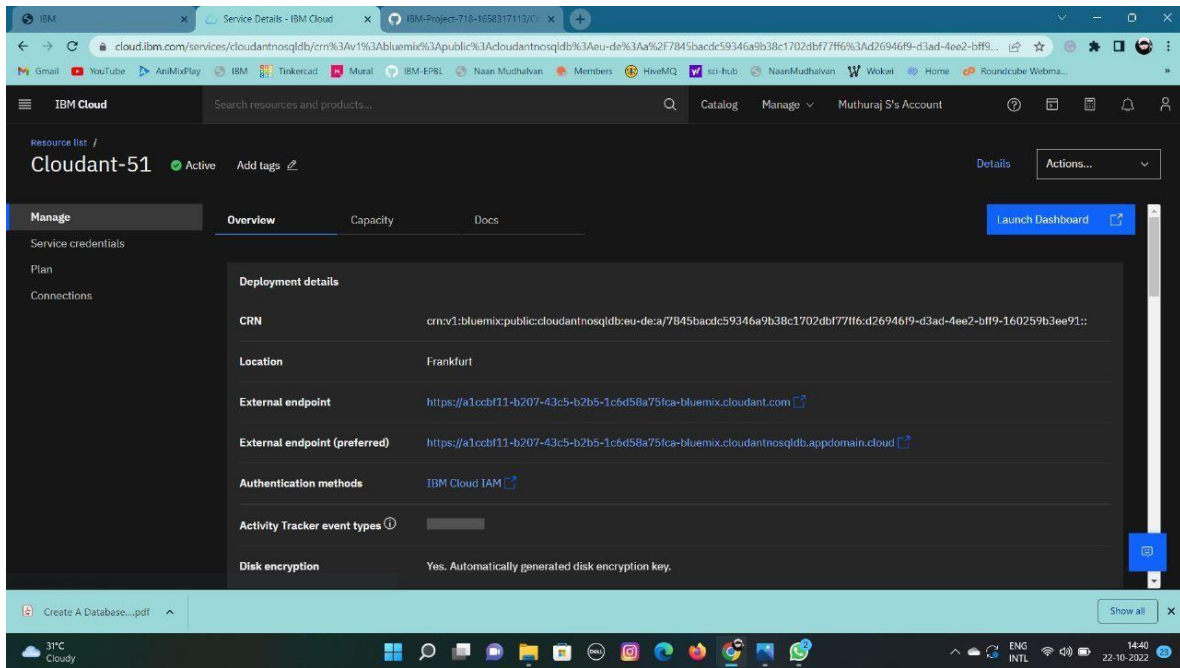 IBM
Service Details - IBM Cloud
IBM-Project-718-1658317113/Cr
cloud.ibm.com/services/cloudantnosqldb/crn%3Av1%3Abluemix%3Apublic%3Acloudantnosqldb%3Aeu-de%3Aa%2F7845bacdc59346a9b38c1702dbf77ff6%3Ad26946f9-d3ad-4ee2-bff9...
Gmail YouTube AniMixPlay IBM Tinkercad Mural IBM-EPBL Naan Mudhalvan Members HiveMQ sci-hub NaanMudhalvan Wokwi Home Roundcube Webma...
IBM Cloud Search resources and products... Catalog Manage Muthuraj S's Account
Resource list /
Cloudant-51 Active Add tags Details Actions...
Manage
Service credentials
Plan
Connections
Overview Capacity Docs Launch Dashboard
Deployment details
CRN crn:v1:bluemix:public:cloudantnosqldb:eu-de:a/7845bacdc59346a9b38c1702dbf77ff6:d26946f9-d3ad-4ee2-bff9-160259b3ee91::
Location Frankfurt
External endpoint https://a1ccbf11-b207-43c5-b2b5-1c6d58a75fca-bluemix.cloudant.com
External endpoint (preferred) https://a1ccbf11-b207-43c5-b2b5-1c6d58a75fca-bluemix.cloudantnosqldb.appdomain.cloud
Authentication methods IBM Cloud IAM
Activity Tracker event types
Disk encryption Yes. Automatically generated disk encryption key.
Create A Database....pdf Show all
31°C
Cloudy
ENG
INTL
14:40
22-10-2022
23